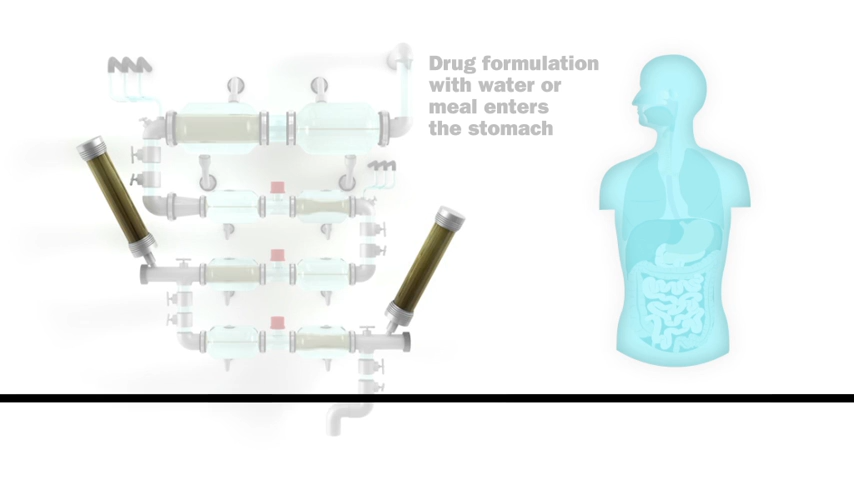 Drug formulation
with water or
meal enters
the stomach